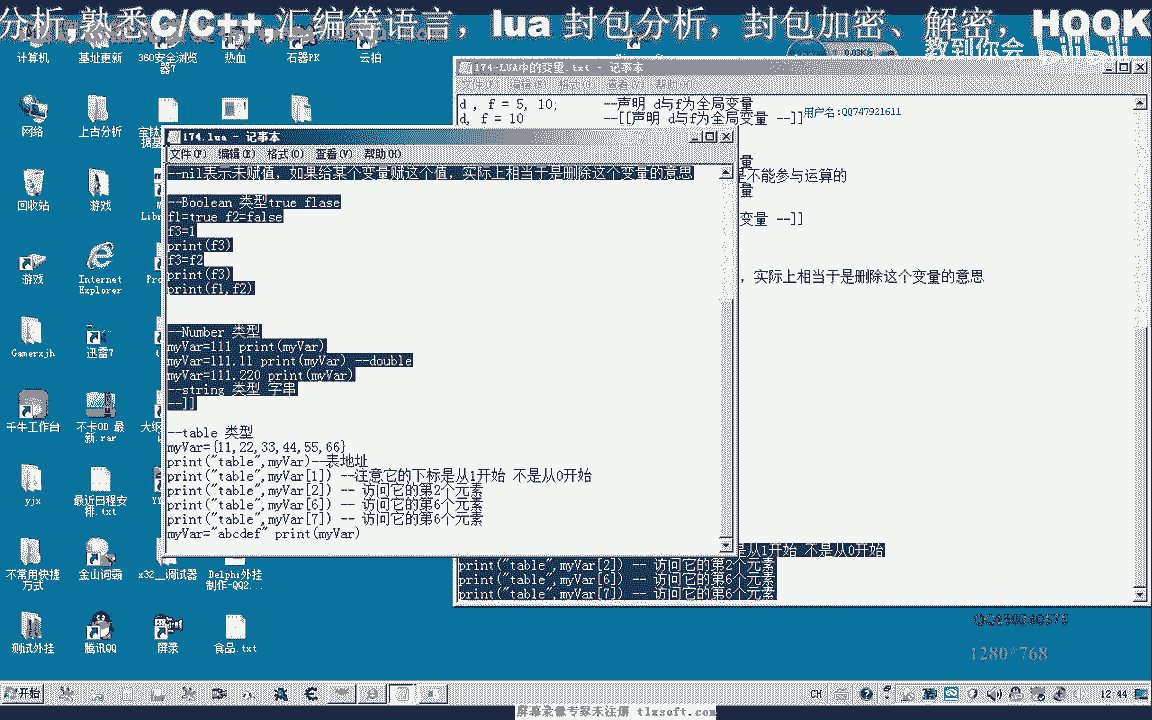 分析,熟悉C/C++,汇编等语言，lua 封包分析，封包加密、解密，HOOK
教到你会 bilibili
计算机
基址更新
360安全浏览器7
热血
石器PK
云拍
网络
上古分析
回收站
游戏
游戏
Internet Explorer
Gamerxjh
迅雷7
千牛工作台
不卡OD 最新.rar
yjx
最近日程安排.txt
不常用快捷方式
金山词霸
x32__调试器
Delphi外挂制作-QQ2...
测试外挂
腾讯QQ
屏录
食品.txt
174-LUA中的变量.txt - 记事本
文件(F) 编辑(E) 格式(O) 查看(V) 帮助(H)
d , f = 5, 10; --声明 d与f为全局变量
d, f = 10 --[[声明 d与f为全局变量 --]]
用户名:QQ747921611
量
是不能参与运算的
量
变量 --]]
，实际上相当于是删除这个变量的意思
是从1开始 不是从0开始
print("table",myVar[2]) -- 访问它的第2个元素
print("table",myVar[6]) -- 访问它的第6个元素
print("table",myVar[7]) -- 访问它的第6个元素
174.lua - 记事本
文件(F) 编辑(E) 格式(O) 查看(V) 帮助(H)
--nil表示未赋值，如果给某个变量赋这个值，实际上相当于是删除这个变量的意思
--Boolean 类型true flase
f1=true f2=false
f3=1
print(f3)
f3=f2
print(f3)
print(f1,f2)
--Number 类型
myVar=111 print(myVar)
myVar=111.11 print(myVar) --double
myVar=111.220 print(myVar)
--string 类型 字串
--]]
--table 类型
myVar={11,22,33,44,55,66}
print("table",myVar)--表地址
print("table",myVar[1]) --注意它的下标是从1开始 不是从0开始
print("table",myVar[2]) -- 访问它的第2个元素
print("table",myVar[6]) -- 访问它的第6个元素
print("table",myVar[7]) -- 访问它的第6个元素
myVar="abcdef" print(myVar)
1280*768
开始
CH
12:44
屏幕录像专家未注册 tlxsoft.com